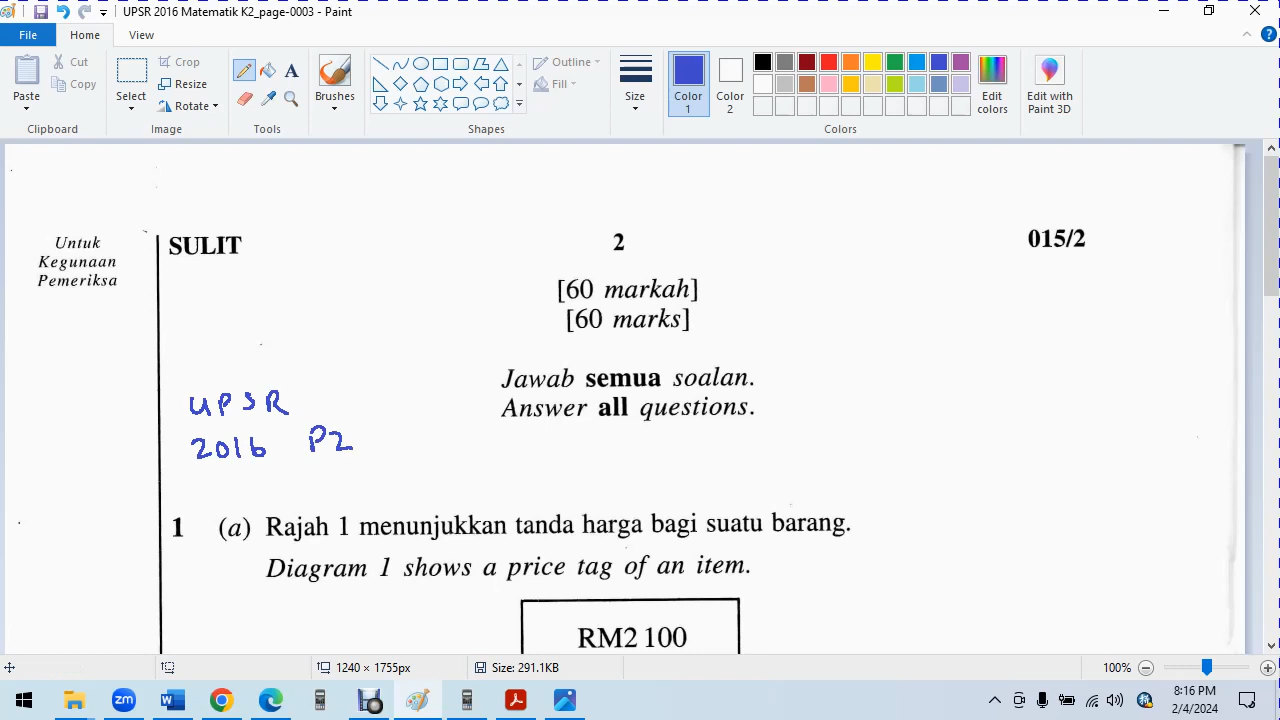 UPSR 2016 Matematik K2_page-0003 - Paint
File Home View
Paste
Cut
Copy
Clipboard
Select
Crop
Resize
Rotate
Image
Tools
Brushes
Shapes
Outline
Fill
Size
Color 1
Color 2
Colors
Edit colors
Edit with Paint 3D
Untuk
Kegunaan
Pemeriksa
SULIT 2 015/2
[60 markah]
[60 marks]
Jawab semua soalan.
Answer all questions.
UPSR
2016 P2
1 (a) Rajah 1 menunjukkan tanda harga bagi suatu barang.
Diagram 1 shows a price tag of an item.
RM2 100
1240 × 1755px
Size: 291.1KB
100%
8:16 PM
2/4/2024